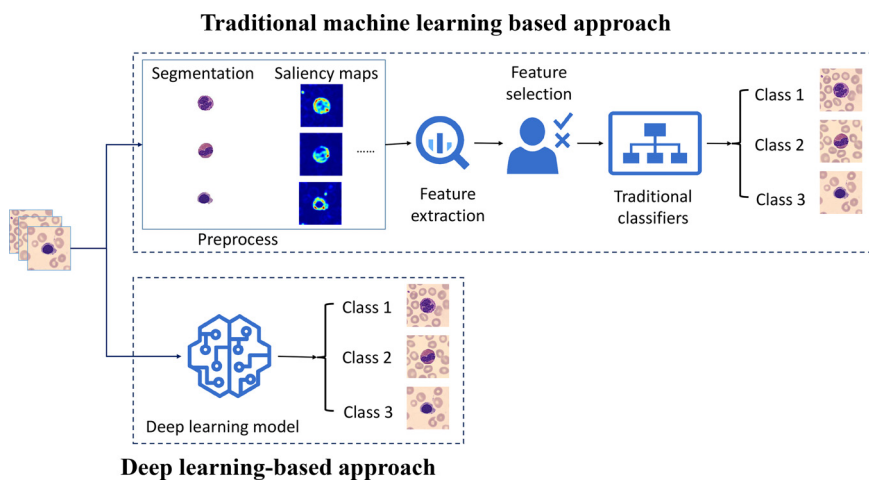 Traditional machine learning based approach
Segmentation
Saliency maps
......
Preprocess
Feature
extraction
Feature
selection
Traditional
classifiers
Class 1
Class 2
Class 3
Deep learning model
Class 1
Class 2
Class 3
Deep learning-based approach